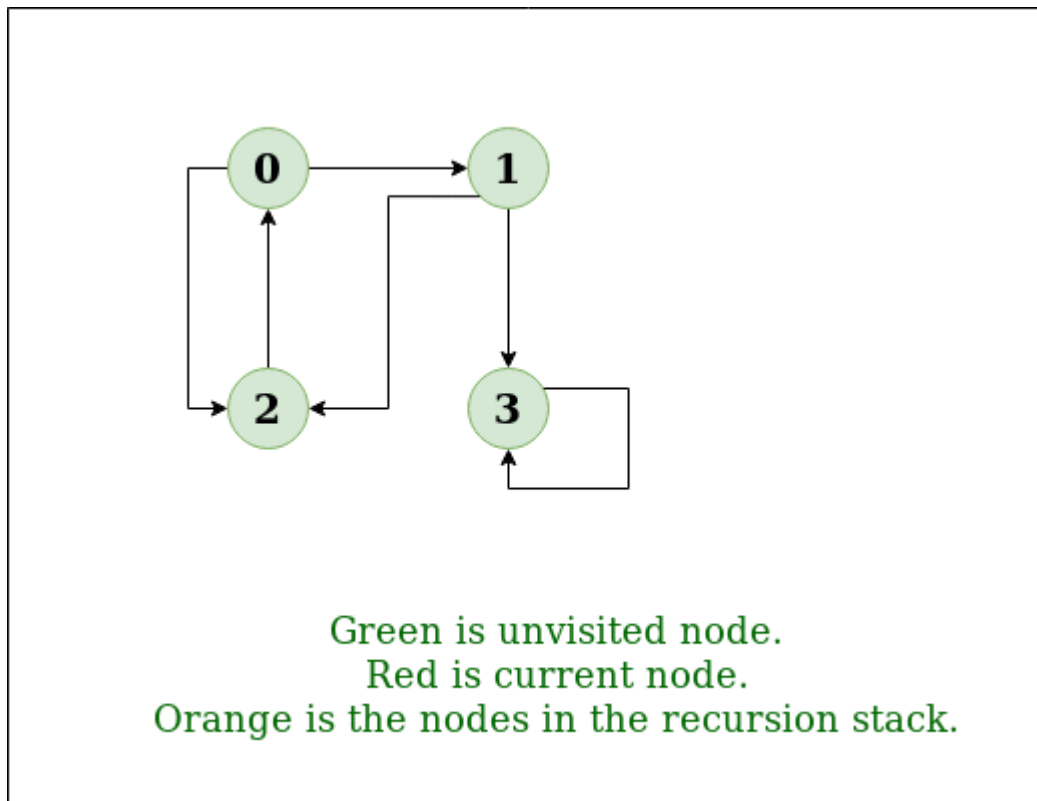 0 1
2 3
Green is unvisited node.
Red is current node.
Orange is the nodes in the recursion stack.